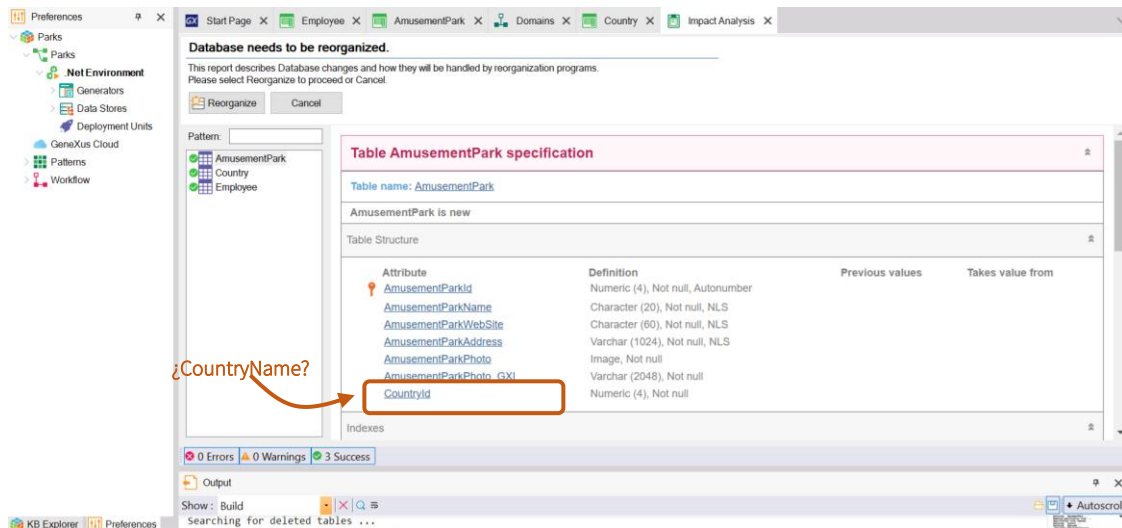 Preferences
Parks
Parks
.Net Environment
Generators
Data Stores
Deployment Units
GeneXus Cloud
Patterns
Workflow
KB Explorer Preferences
GX Start Page Employee AmusementPark Domains Country Impact Analysis
Database needs to be reorganized.
This report describes Database changes and how they will be handled by reorganization programs.
Please select Reorganize to proceed or Cancel.
Reorganize Cancel
Pattern:
AmusementPark
Country
Employee
Table AmusementPark specification
Table name: AmusementPark
AmusementPark is new
Table Structure
Attribute Definition Previous values Takes value from
AmusementParkId Numeric (4), Not null, Autonumber
AmusementParkName Character (20), Not null, NLS
AmusementParkWebSite Character (60), Not null, NLS
AmusementParkAddress Varchar (1024), Not null, NLS
AmusementParkPhoto Image, Not null
AmusementParkPhoto_GXI Varchar (2048), Not null
¿CountryName?
CountryId Numeric (4), Not null
Indexes
0 Errors 0 Warnings 3 Success
Output
Show: Build Autoscroll
Searching for deleted tables ...